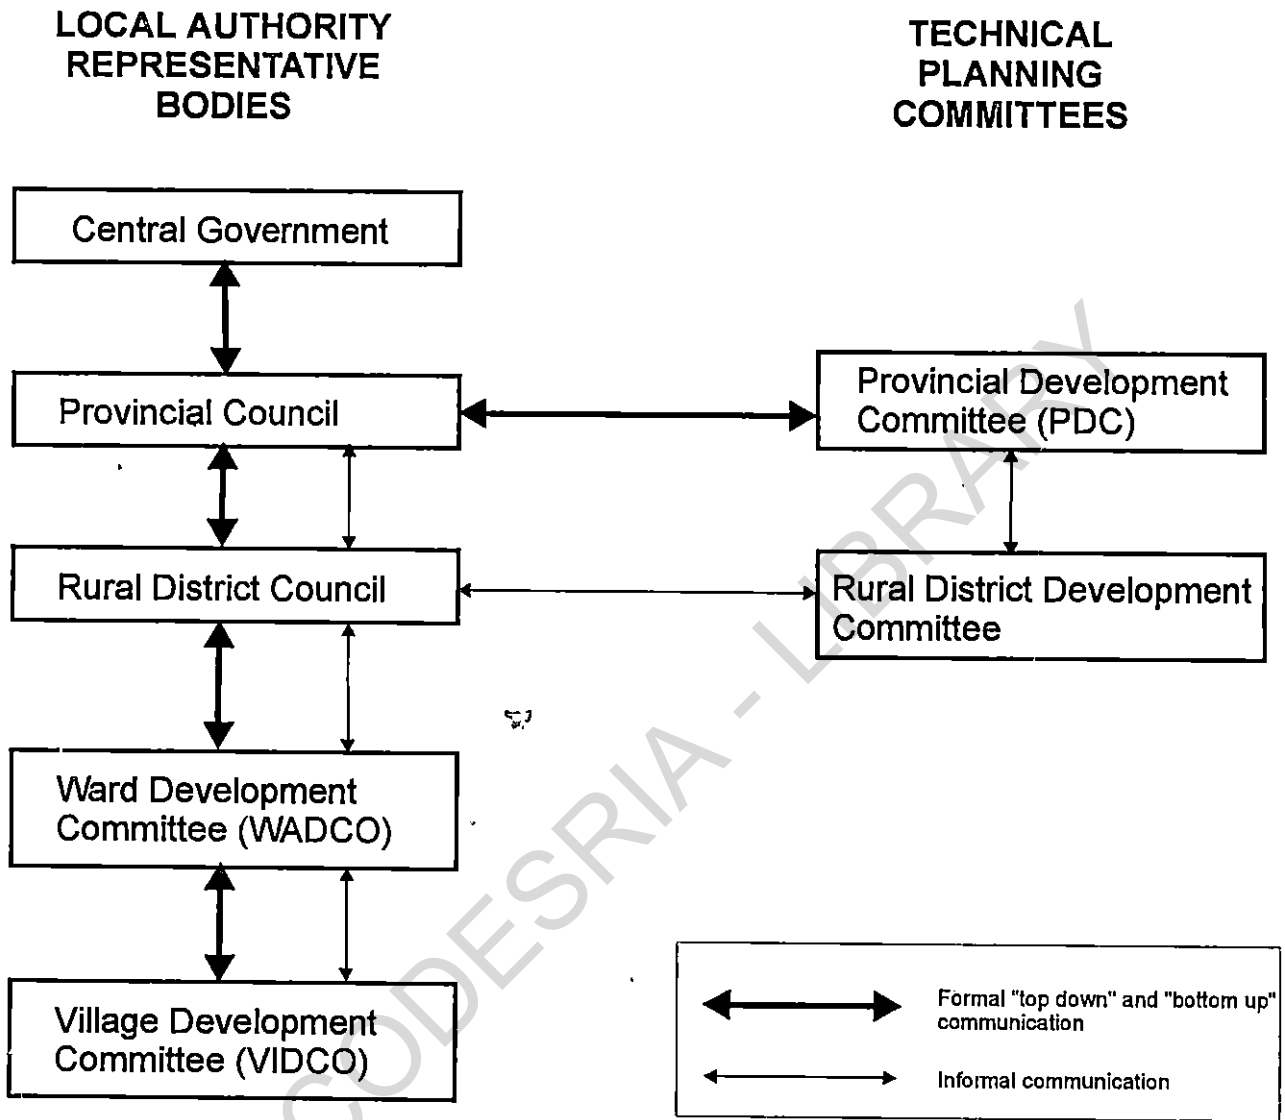 LOCAL AUTHORITY
REPRESENTATIVE
BODIES
TECHNICAL
PLANNING
COMMITTEES
Central Government
Provincial Council
Provincial Development
Committee (PDC)
Rural District Council
Rural District Development
Committee
Ward Development
Committee (WADCO)
Village Development
Committee (VIDCO)
Formal "top down" and "bottom up"
communication
Informal communication
CODESRIA - LIBRARY